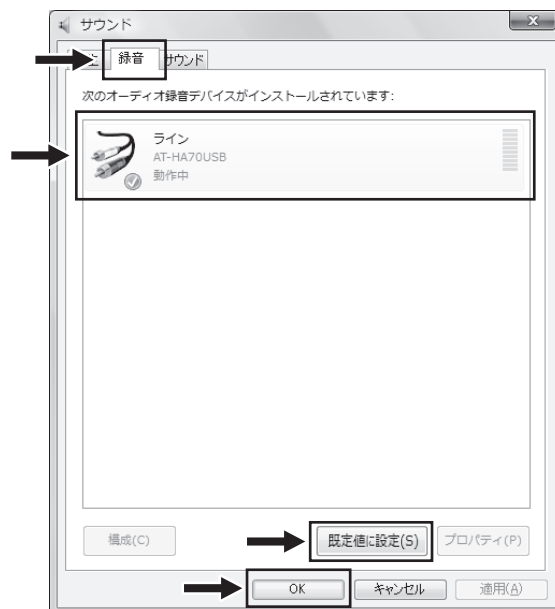 サウンド
録音
サウンド
次のオーディオ録音デバイスがインストールされています:
ライン
AT-HA70USB
動作中
構成(C)
既定値に設定(S)
プロパティ(P)
OK
キャンセル
適用(A)